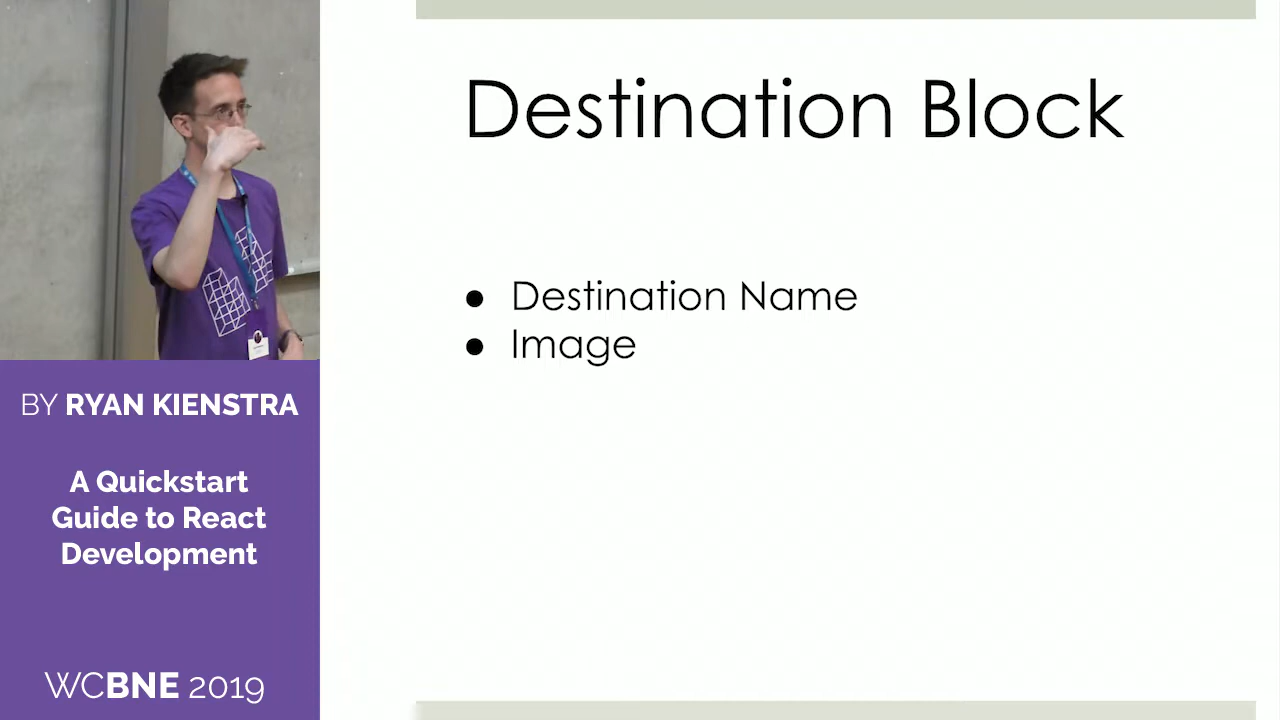 Destination Block
● Destination Name
● Image
BY RYAN KIENSTRA
A Quickstart
Guide to React
Development
WCBNE 2019